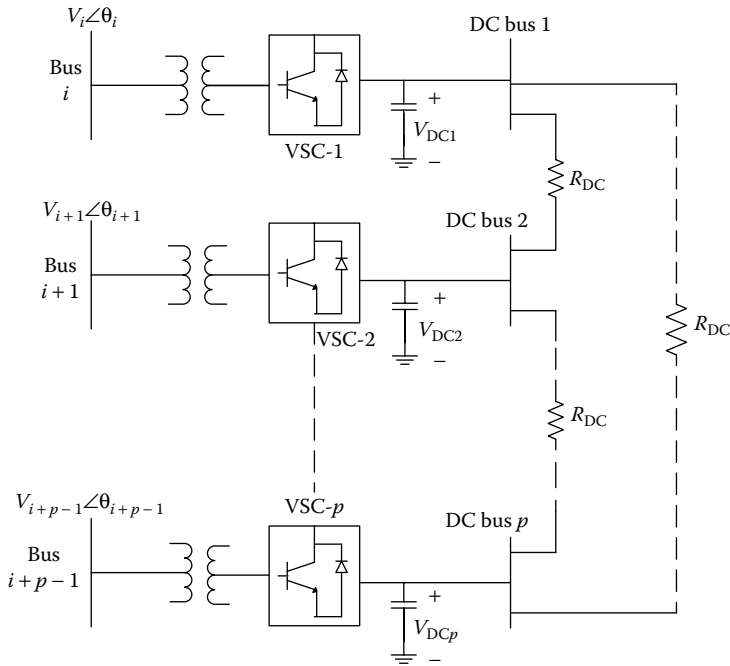 V_i∠θ_i
Bus
i
VSC-1
+
V_DC1
−
DC bus 1
R_DC
V_{i+1}∠θ_{i+1}
Bus
i + 1
VSC-2
+
V_DC2
−
DC bus 2
R_DC
R_DC
V_{i+p−1}∠θ_{i+p−1}
Bus
i + p − 1
VSC-p
+
V_DCp
−
DC bus p